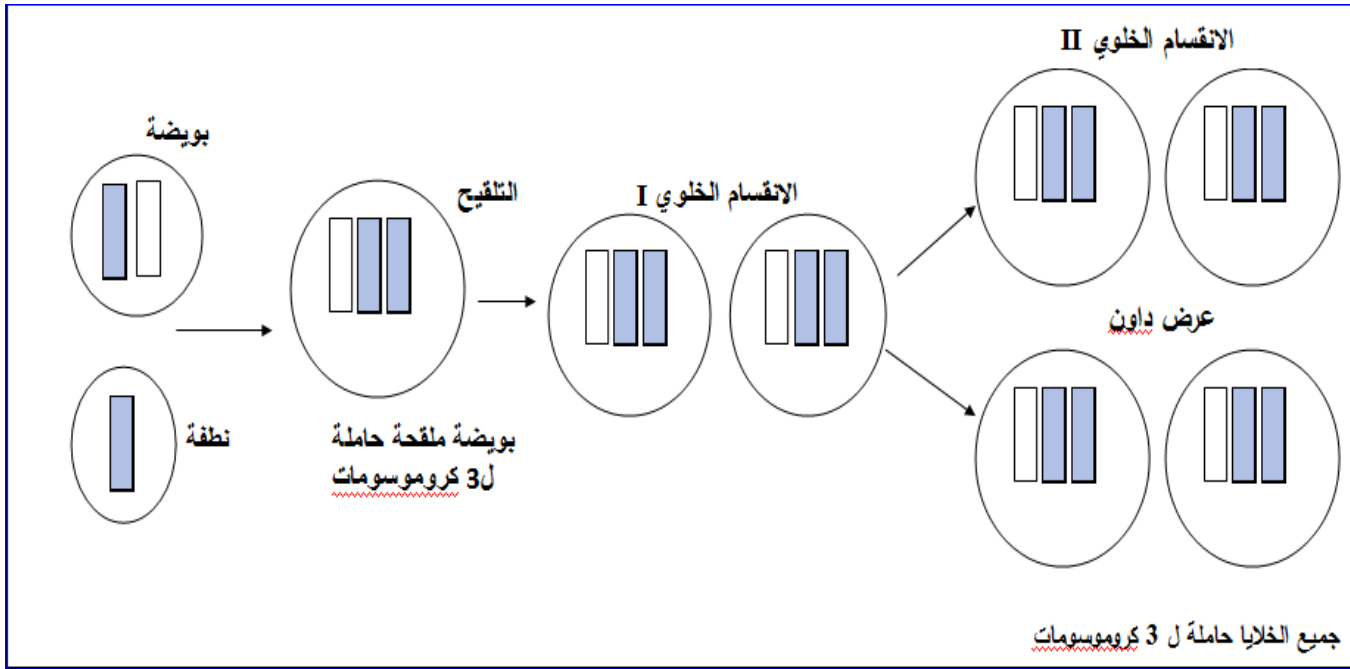 الانقسام الخلوي II
بويضة
التلقيح
الانقسام الخلوي I
عرض داون
نطفة
بويضة ملقحة حاملة
ل3 كروموسومات
جميع الخلايا حاملة ل 3 كروموسومات